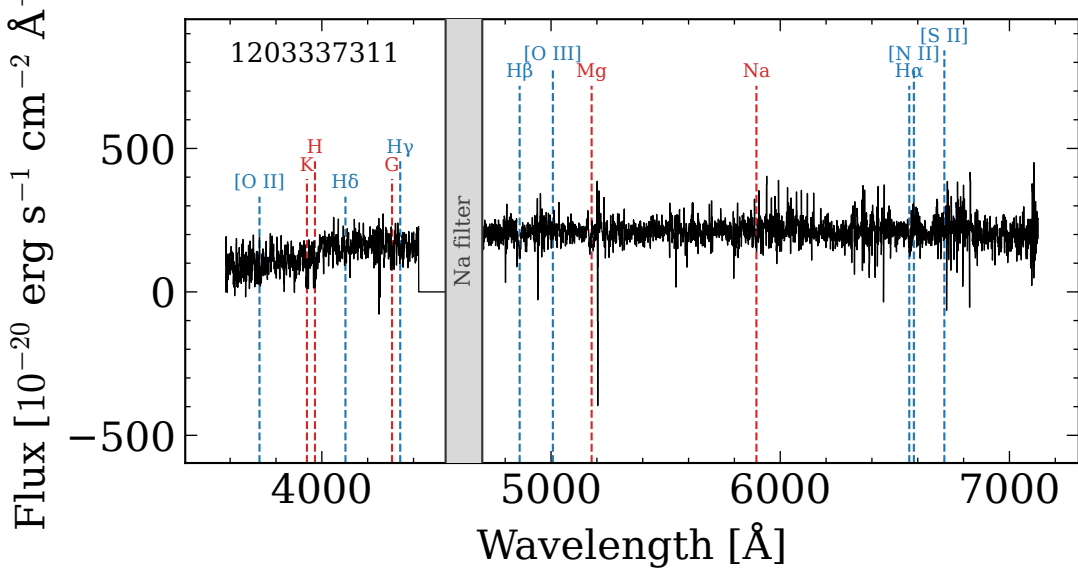 1203337311
[O II]
K
H
Hδ
G
Hγ
Na filter
Hβ
[O III]
Mg
Na
Hα
[N II]
[S II]
500
0
−500
4000
5000
6000
7000
Wavelength [Å]
Flux [10⁻²⁰ erg s⁻¹ cm⁻² Å⁻